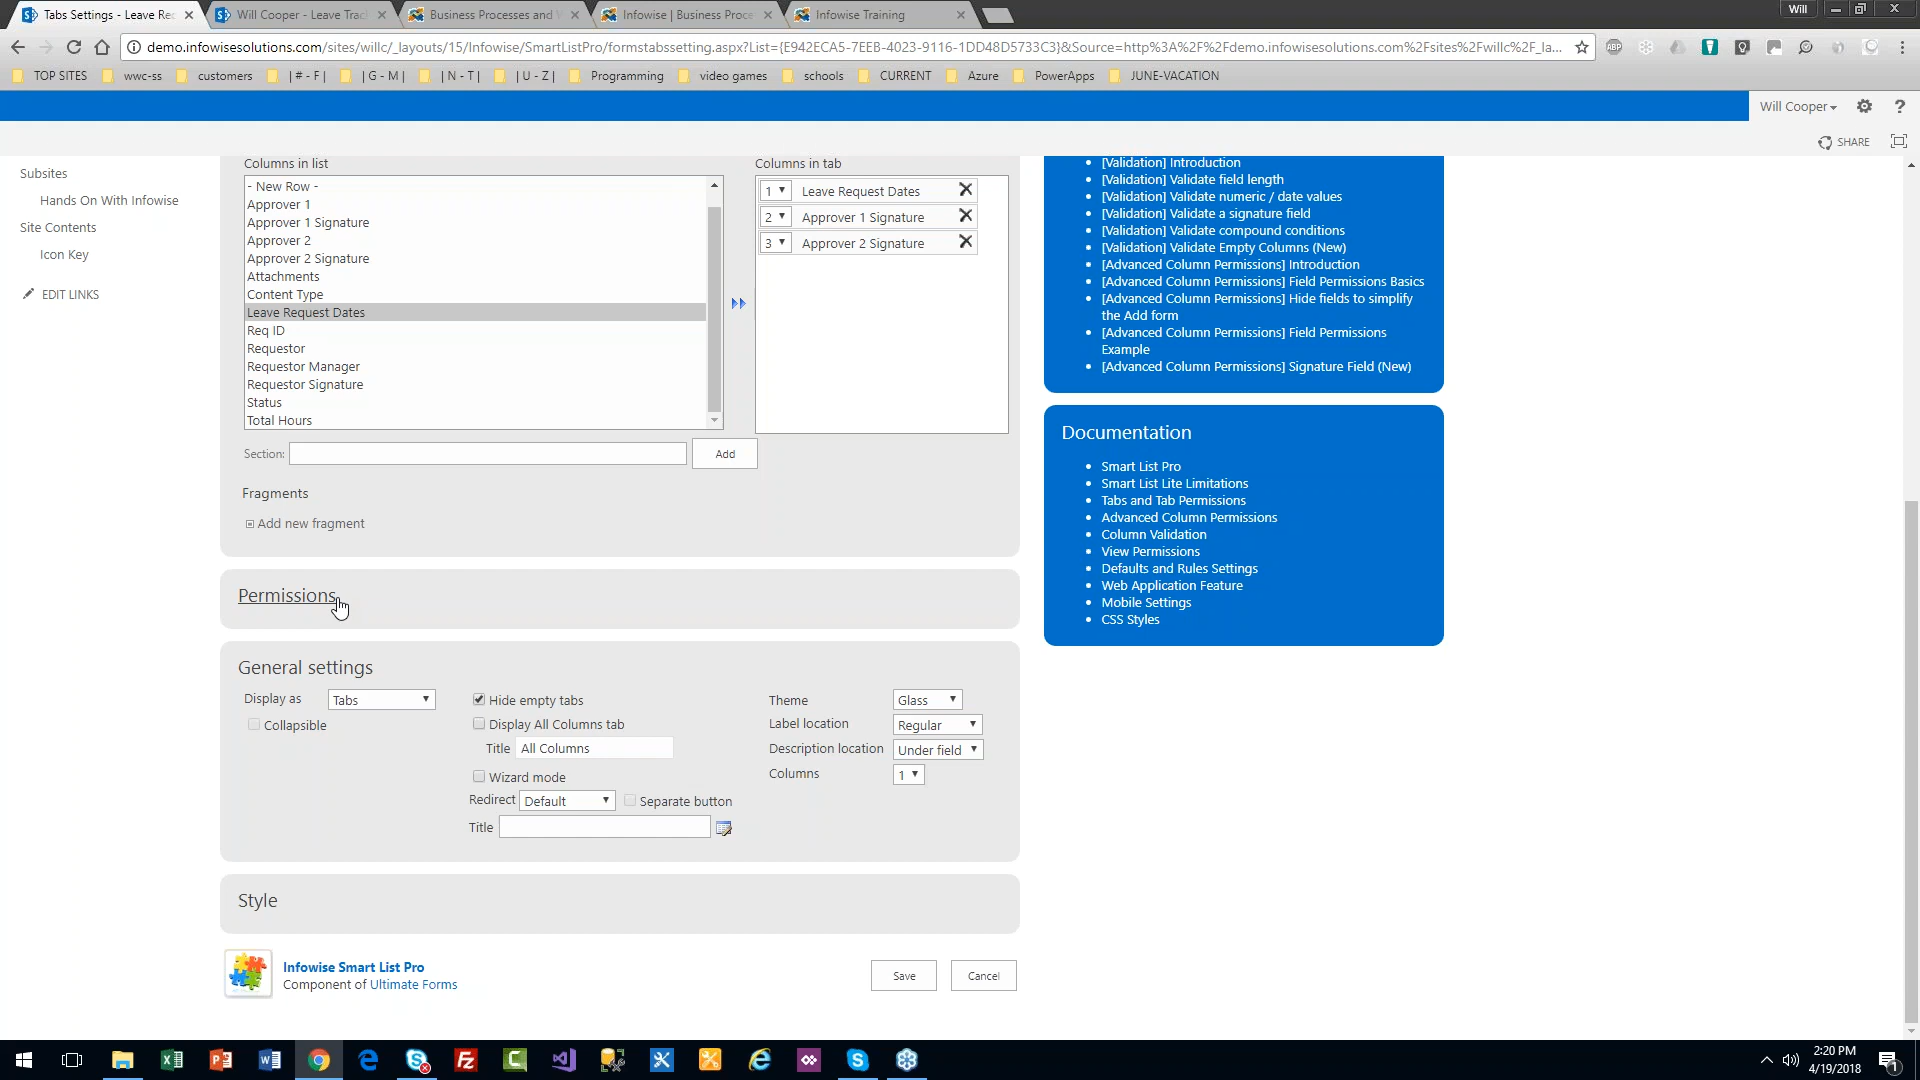 Tabs Settings - Leave Rec
Will Cooper - Leave Track
Business Processes and W
Infowise | Business Proce
Infowise Training
Will
demo.infowisesolutions.com/sites/willc/_layouts/15/Infowise/SmartListPro/formstabssetting.aspx?List={E942ECA5-7EEB-4023-9116-1DD48D5733C3}&Source=http%3A%2F%2Fdemo.infowisesolutions.com%2Fsites%2Fwillc%2F_la...
ABP
TOP SITES
wwc-ss
customers
| # - F |
| G - M |
| N - T |
| U - Z |
Programming
video games
schools
CURRENT
Azure
PowerApps
JUNE-VACATION
Will Cooper
?
SHARE
Subsites
Hands On With Infowise
Site Contents
Icon Key
EDIT LINKS
Columns in list
- New Row -
Approver 1
Approver 1 Signature
Approver 2
Approver 2 Signature
Attachments
Content Type
Leave Request Dates
Req ID
Requestor
Requestor Manager
Requestor Signature
Status
Total Hours
Columns in tab
1 Leave Request Dates
2 Approver 1 Signature
3 Approver 2 Signature
Section:
Add
Fragments
Add new fragment
Permissions
General settings
Display as
Tabs
Collapsible
Hide empty tabs
Display All Columns tab
Title All Columns
Wizard mode
Redirect Default
Separate button
Title
Theme Glass
Label location Regular
Description location Under field
Columns 1
Style
Infowise Smart List Pro
Component of Ultimate Forms
Save
Cancel
[Validation] Introduction
[Validation] Validate field length
[Validation] Validate numeric / date values
[Validation] Validate a signature field
[Validation] Validate compound conditions
[Validation] Validate Empty Columns (New)
[Advanced Column Permissions] Introduction
[Advanced Column Permissions] Field Permissions Basics
[Advanced Column Permissions] Hide fields to simplify
the Add form
[Advanced Column Permissions] Field Permissions
Example
[Advanced Column Permissions] Signature Field (New)
Documentation
Smart List Pro
Smart List Lite Limitations
Tabs and Tab Permissions
Advanced Column Permissions
Column Validation
View Permissions
Defaults and Rules Settings
Web Application Feature
Mobile Settings
CSS Styles
2:20 PM
4/19/2018
1